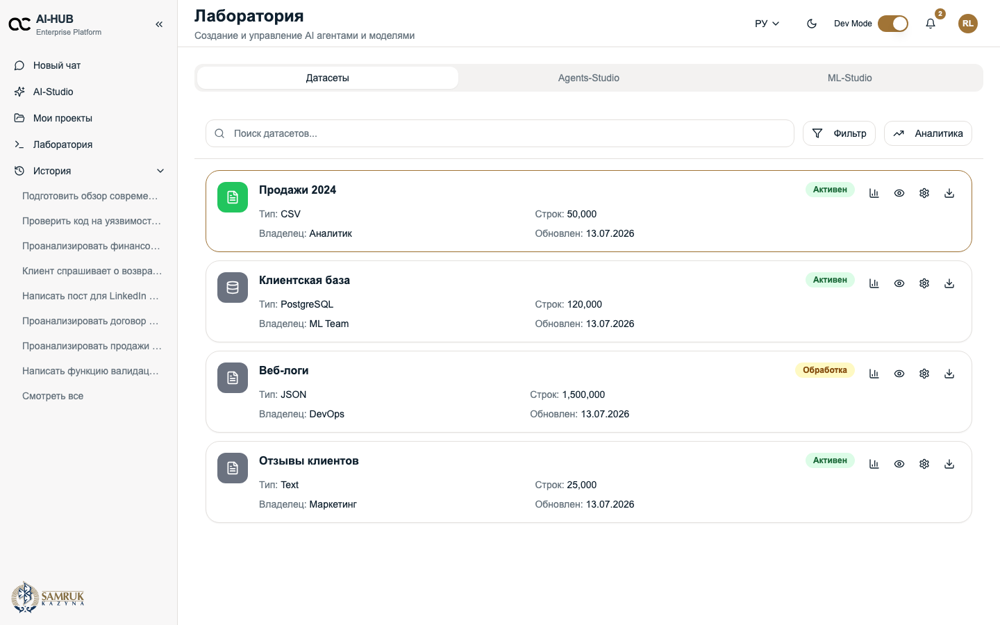 AI-HUB
Enterprise Platform
Новый чат
AI-Studio
Мои проекты
Лаборатория
История
Подготовить обзор совреме...
Проверить код на уязвимост...
Проанализировать финансо...
Клиент спрашивает о возвра...
Написать пост для LinkedIn ...
Проанализировать договор ...
Проанализировать продажи ...
Написать функцию валидац...
Смотреть все
SAMRUK
KAZYNA
Лаборатория
Создание и управление AI агентами и моделями
РУ
Dev Mode
2
RL
Датасеты
Agents-Studio
ML-Studio
Поиск датасетов...
Фильтр
Аналитика
Продажи 2024
Активен
Тип: CSV
Строк: 50,000
Владелец: Аналитик
Обновлен: 13.07.2026
Клиентская база
Активен
Тип: PostgreSQL
Строк: 120,000
Владелец: ML Team
Обновлен: 13.07.2026
Веб-логи
Обработка
Тип: JSON
Строк: 1,500,000
Владелец: DevOps
Обновлен: 13.07.2026
Отзывы клиентов
Активен
Тип: Text
Строк: 25,000
Владелец: Маркетинг
Обновлен: 13.07.2026